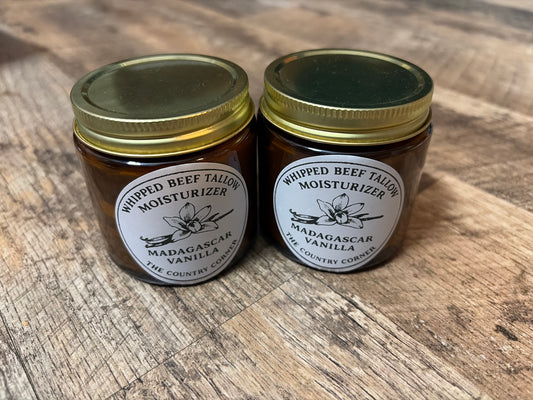 WHIPPED BEEF TALLOW
MOISTURIZER
MADAGASCAR
VANILLA
THE COUNTRY CORNER
WHIPPED BEEF TALLOW
MOISTURIZER
MADAGASCAR
VANILLA
THE COUNTRY CORNER